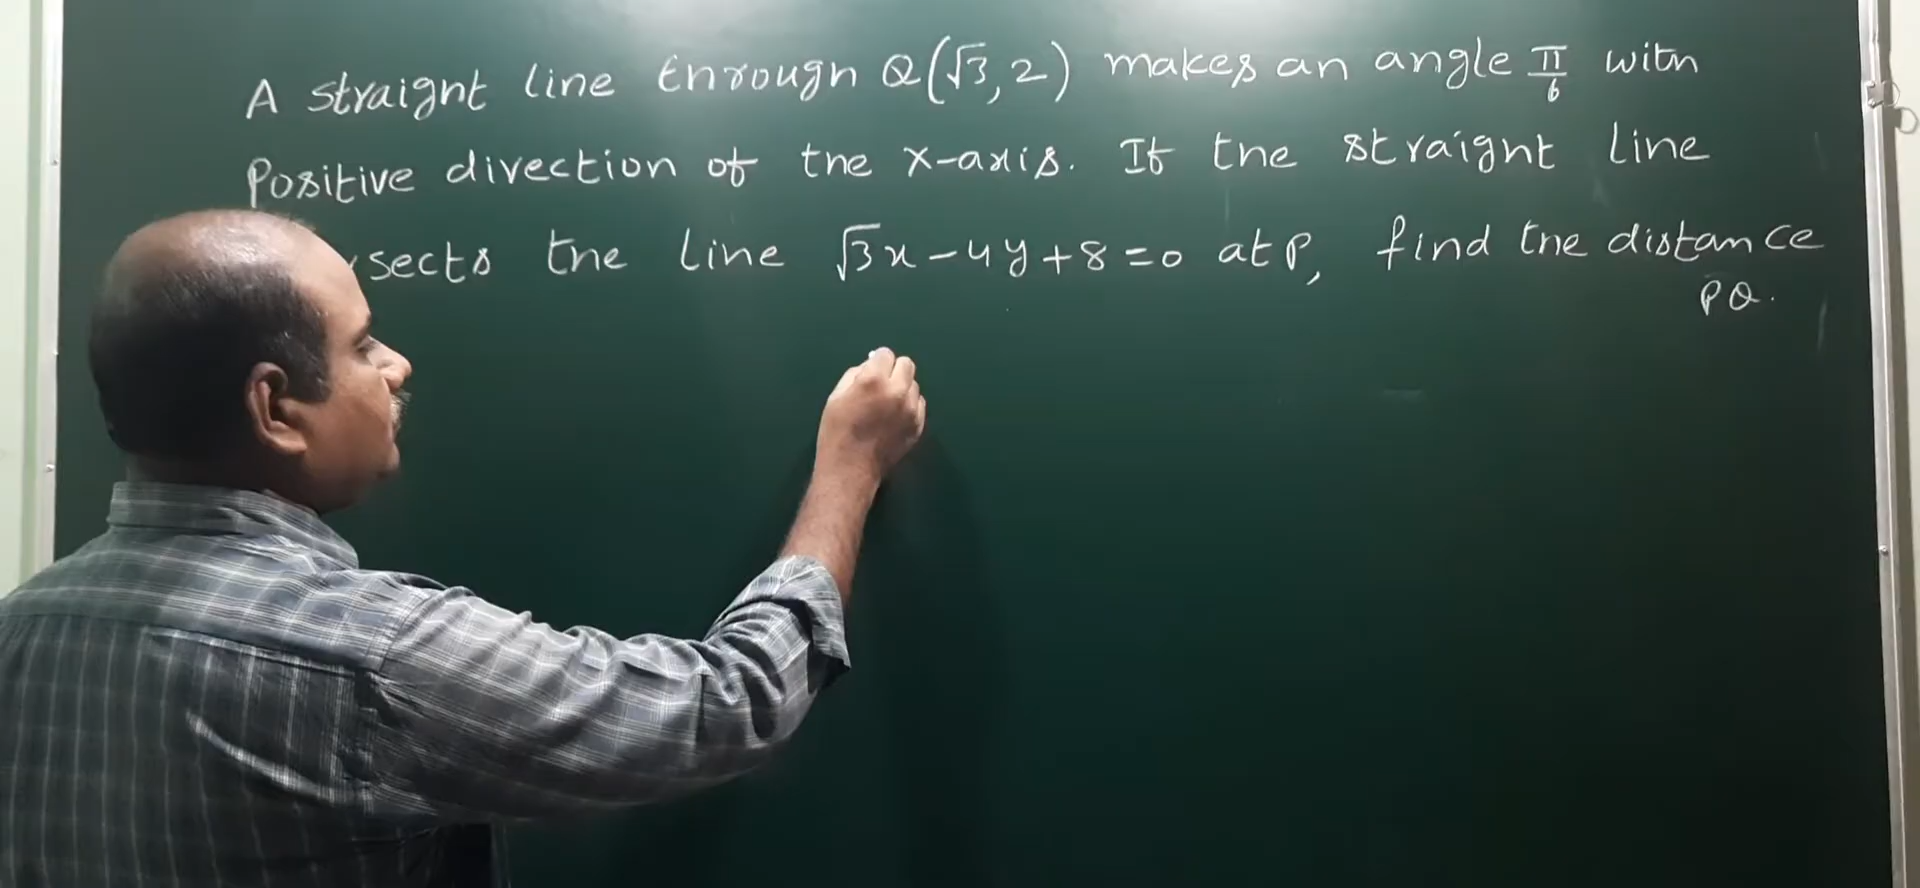 A straight line through Q(√3, 2) makes an angle π/6 with
Positive direction of the x-axis. If the straight line
sects the line √3x - 4y + 8 = 0 at P, find the distance
PQ.